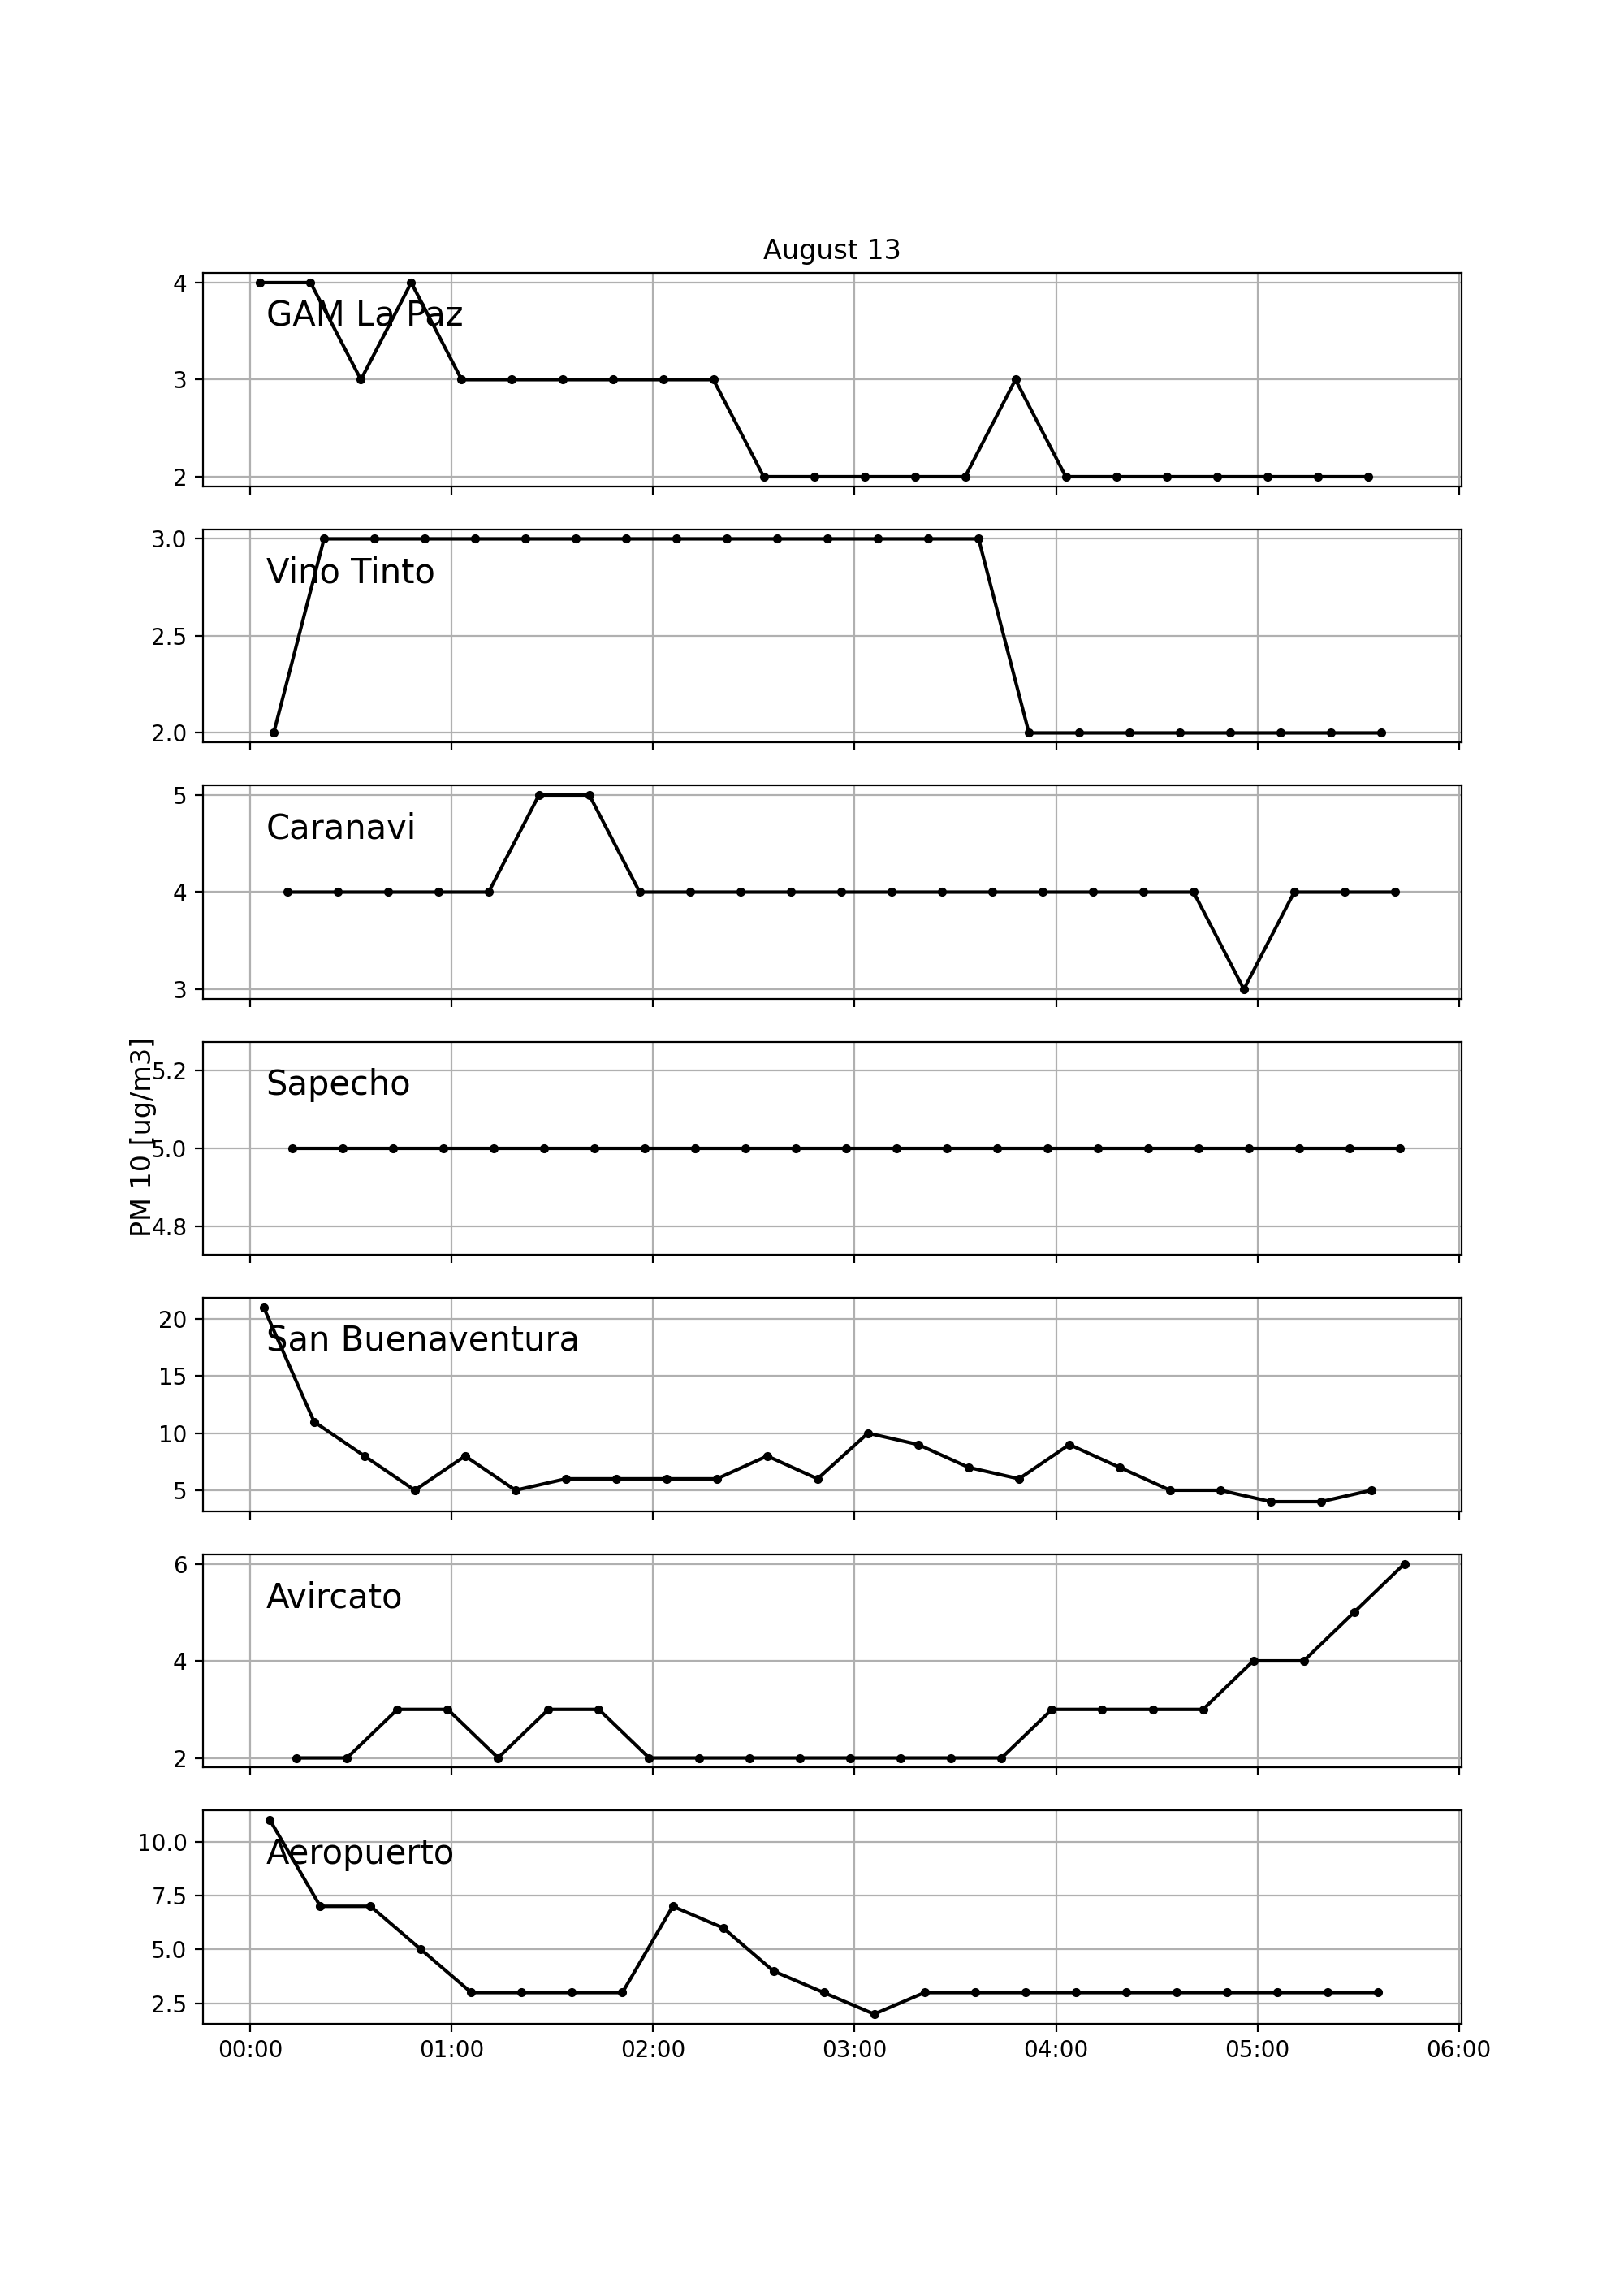 August 13
4
GAM La Paz
3
2
3.0
Vino Tinto
2.5
2.0
5
Caranavi
4
3
PM 10 [ug/m3]
5.2
Sapecho
5.0
4.8
20
San Buenaventura
15
10
5
6
Avircato
4
2
10.0
Aeropuerto
7.5
5.0
2.5
00:00 01:00 02:00 03:00 04:00 05:00 06:00